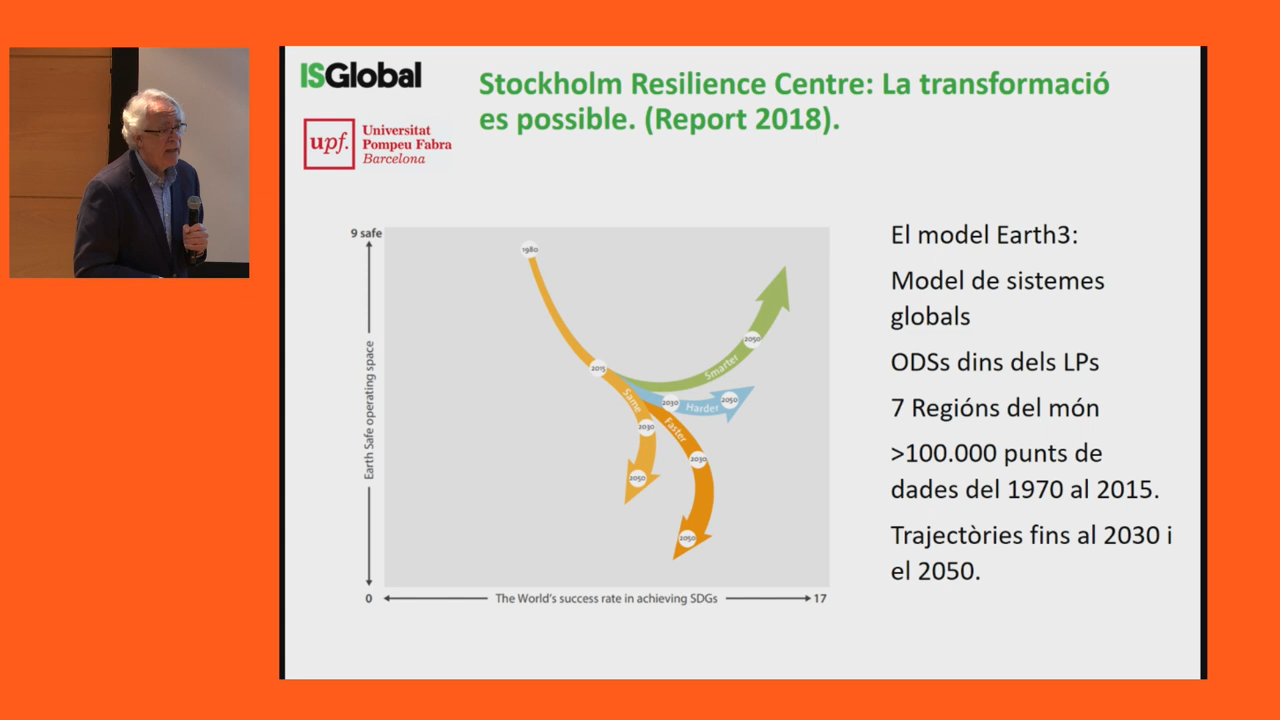 ISGlobal
upf.
Universitat
Pompeu Fabra
Barcelona
Stockholm Resilience Centre: La transformació
es possible. (Report 2018).
9 safe
Earth Safe operating space
0
The World's success rate in achieving SDGs
17
1980
2015
Same
2030
2050
Faster
2030
2050
2030
Harder
2050
Smarter
2050
El model Earth3:
Model de sistemes
globals
ODSs dins dels LPs
7 Regións del món
>100.000 punts de
dades del 1970 al 2015.
Trajectòries fins al 2030 i
el 2050.